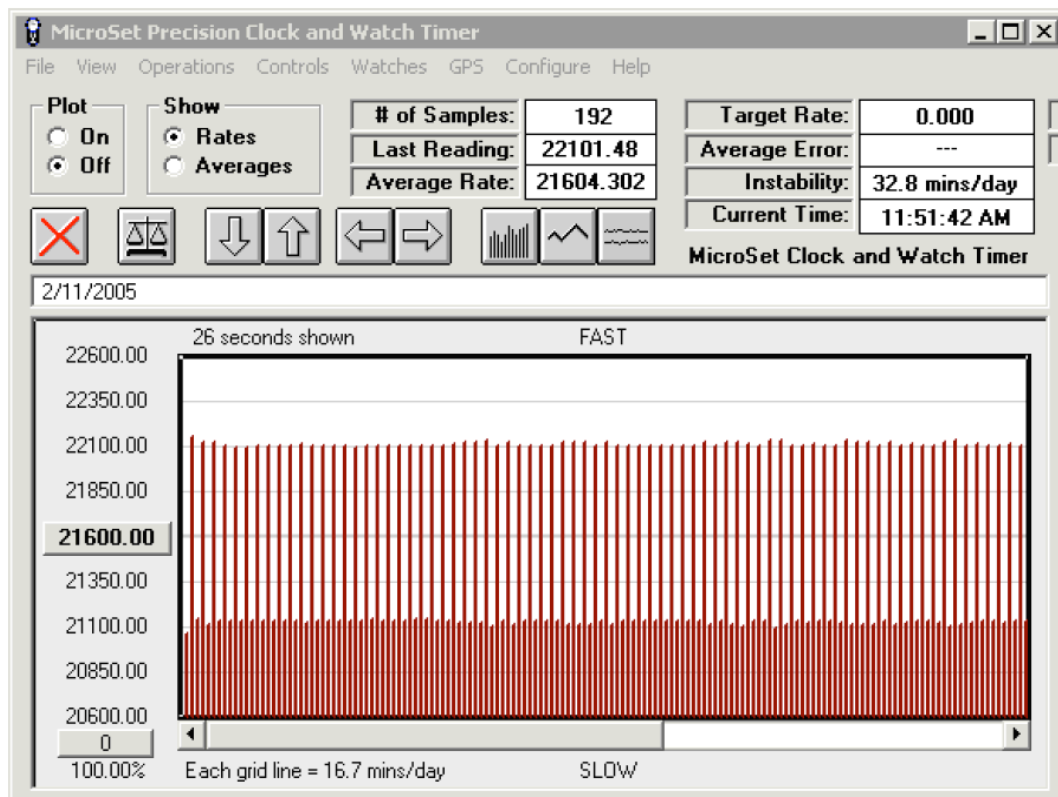 MicroSet Precision Clock and Watch Timer
File View Operations Controls Watches GPS Configure Help
Plot
On
Off
Show
Rates
Averages
# of Samples: 192
Last Reading: 22101.48
Average Rate: 21604.302
Target Rate: 0.000
Average Error: ---
Instability: 32.8 mins/day
Current Time: 11:51:42 AM
MicroSet Clock and Watch Timer
2/11/2005
26 seconds shown FAST
22600.00
22350.00
22100.00
21850.00
21600.00
21350.00
21100.00
20850.00
20600.00
0
100.00% Each grid line = 16.7 mins/day SLOW